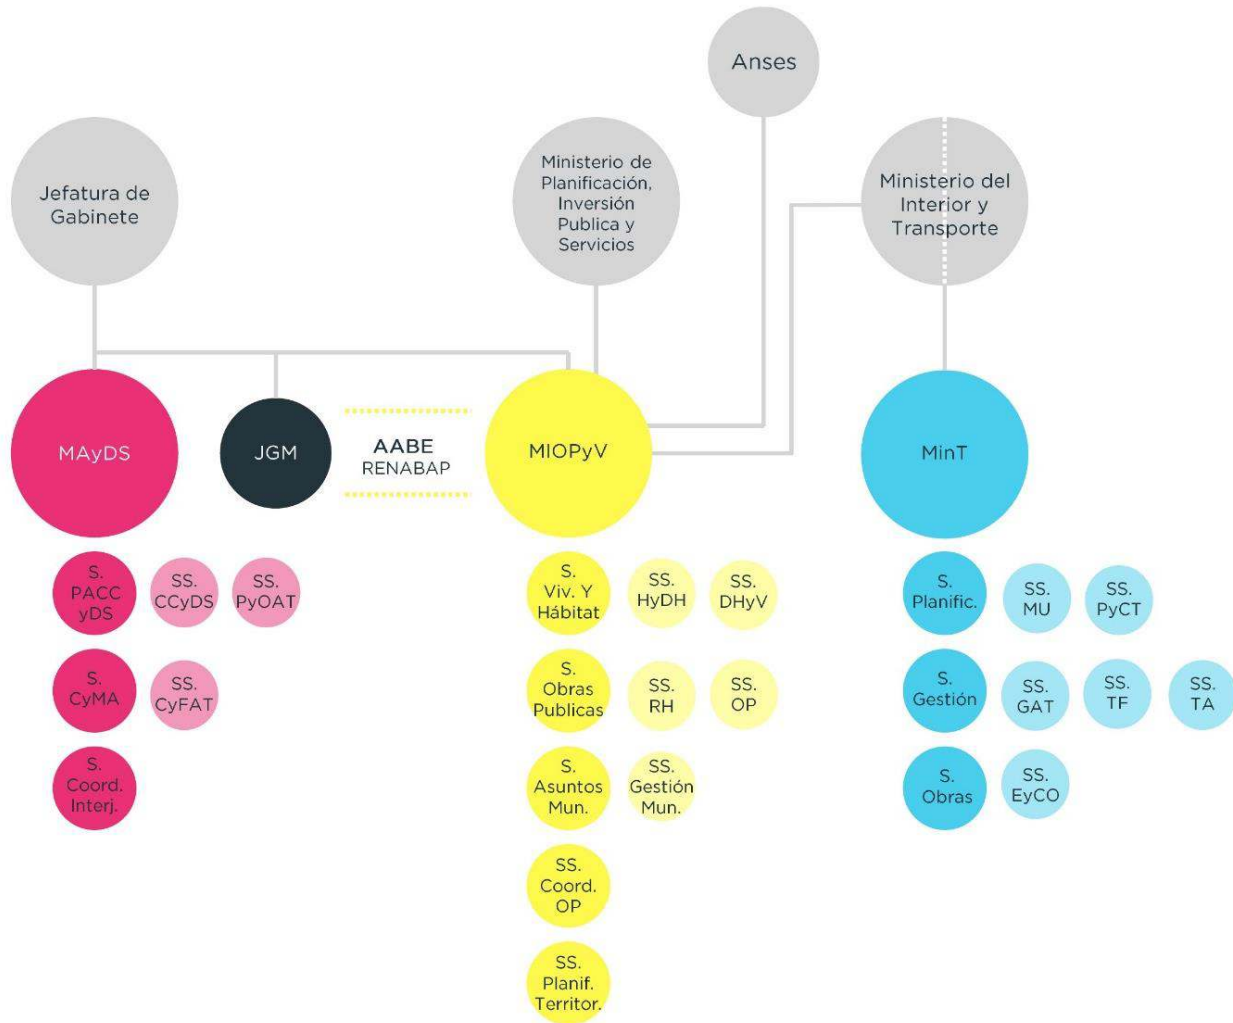 Anses
Jefatura de
Gabinete
Ministerio de
Planificación,
Inversión
Publica y
Servicios
Ministerio del
Interior y
Transporte
MAyDS
JGM
AABE
RENABAP
MIOPyV
MinT
S.
PACC
yDS
SS.
CCyDS
SS.
PyOAT
S.
Viv. Y
Hábitat
SS.
HyDH
SS.
DHyV
S.
Planific.
SS.
MU
SS.
PyCT
S.
CyMA
SS.
CyFAT
S.
Obras
Publicas
SS.
RH
SS.
OP
S.
Gestión
SS.
GAT
SS.
TF
SS.
TA
S.
Coord.
Interj.
S.
Asuntos
Mun.
SS.
Gestión
Mun.
S.
Obras
SS.
EyCO
SS.
Coord.
OP
SS.
Planif.
Territor.